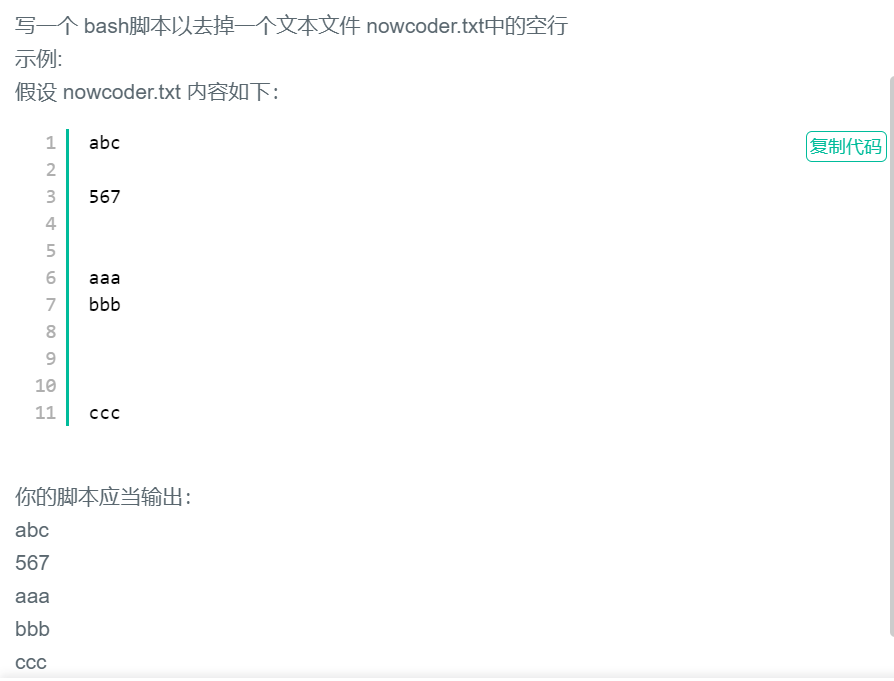 写一个 bash脚本以去掉一个文本文件 nowcoder.txt中的空行
示例:
假设 nowcoder.txt 内容如下：
1 abc
复制代码
2
3 567
4
5
6 aaa
7 bbb
8
9
10
11 ccc
你的脚本应当输出：
abc
567
aaa
bbb
ccc